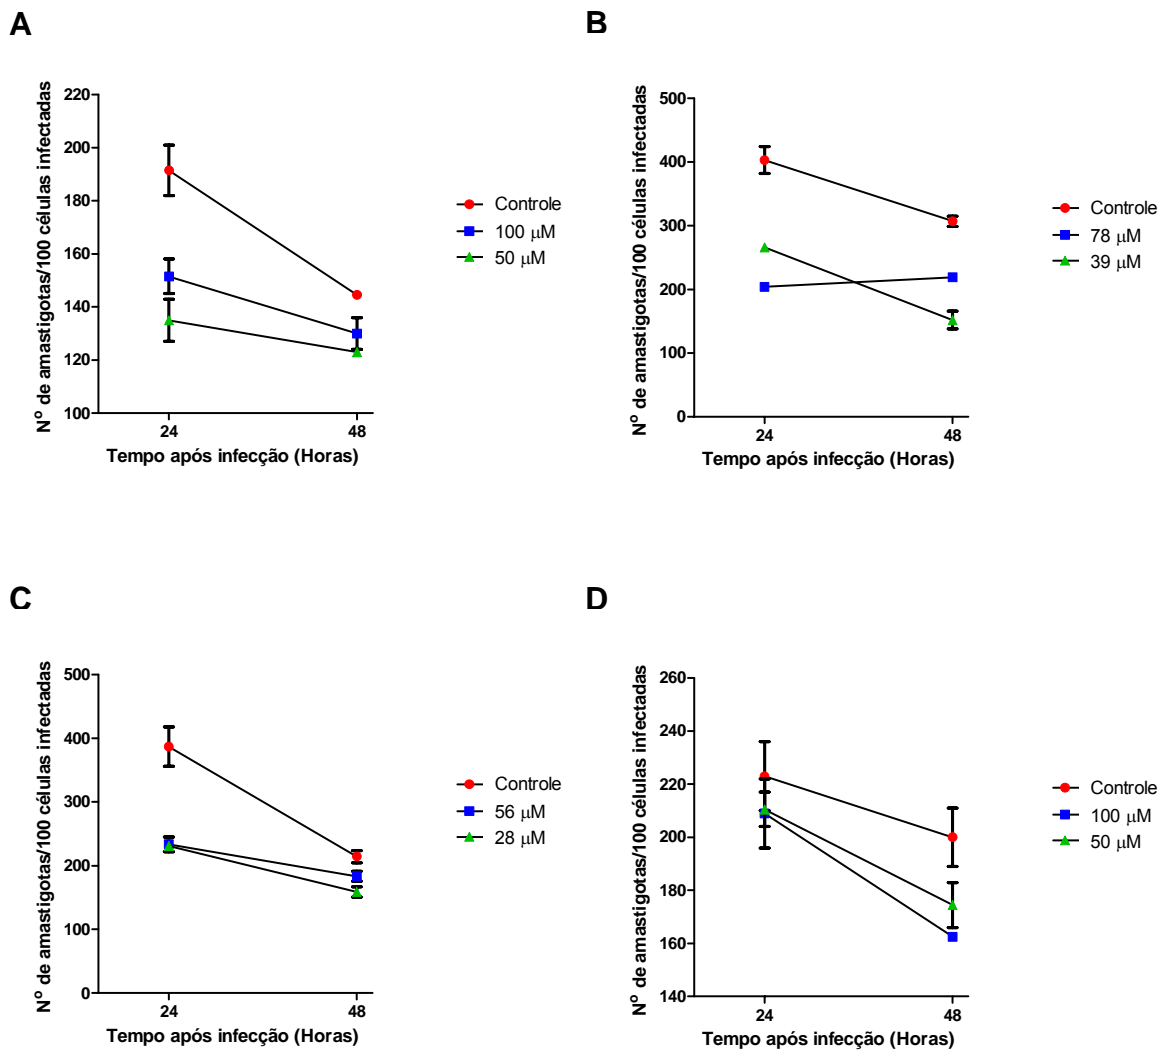 A
Nº de amastigotas/100 células infectadas
220
200
180
160
140
120
100
24
48
Tempo após infecção (Horas)
Controle
100 μM
50 μM
B
Nº de amastigotas/100 células infectadas
500
400
300
200
100
0
24
48
Tempo após infecção (Horas)
Controle
78 μM
39 μM
C
Nº de amastigotas/100 células infectadas
500
400
300
200
100
0
24
48
Tempo após infecção (Horas)
Controle
56 μM
28 μM
D
Nº de amastigotas/100 células infectadas
260
240
220
200
180
160
140
24
48
Tempo após infecção (Horas)
Controle
100 μM
50 μM